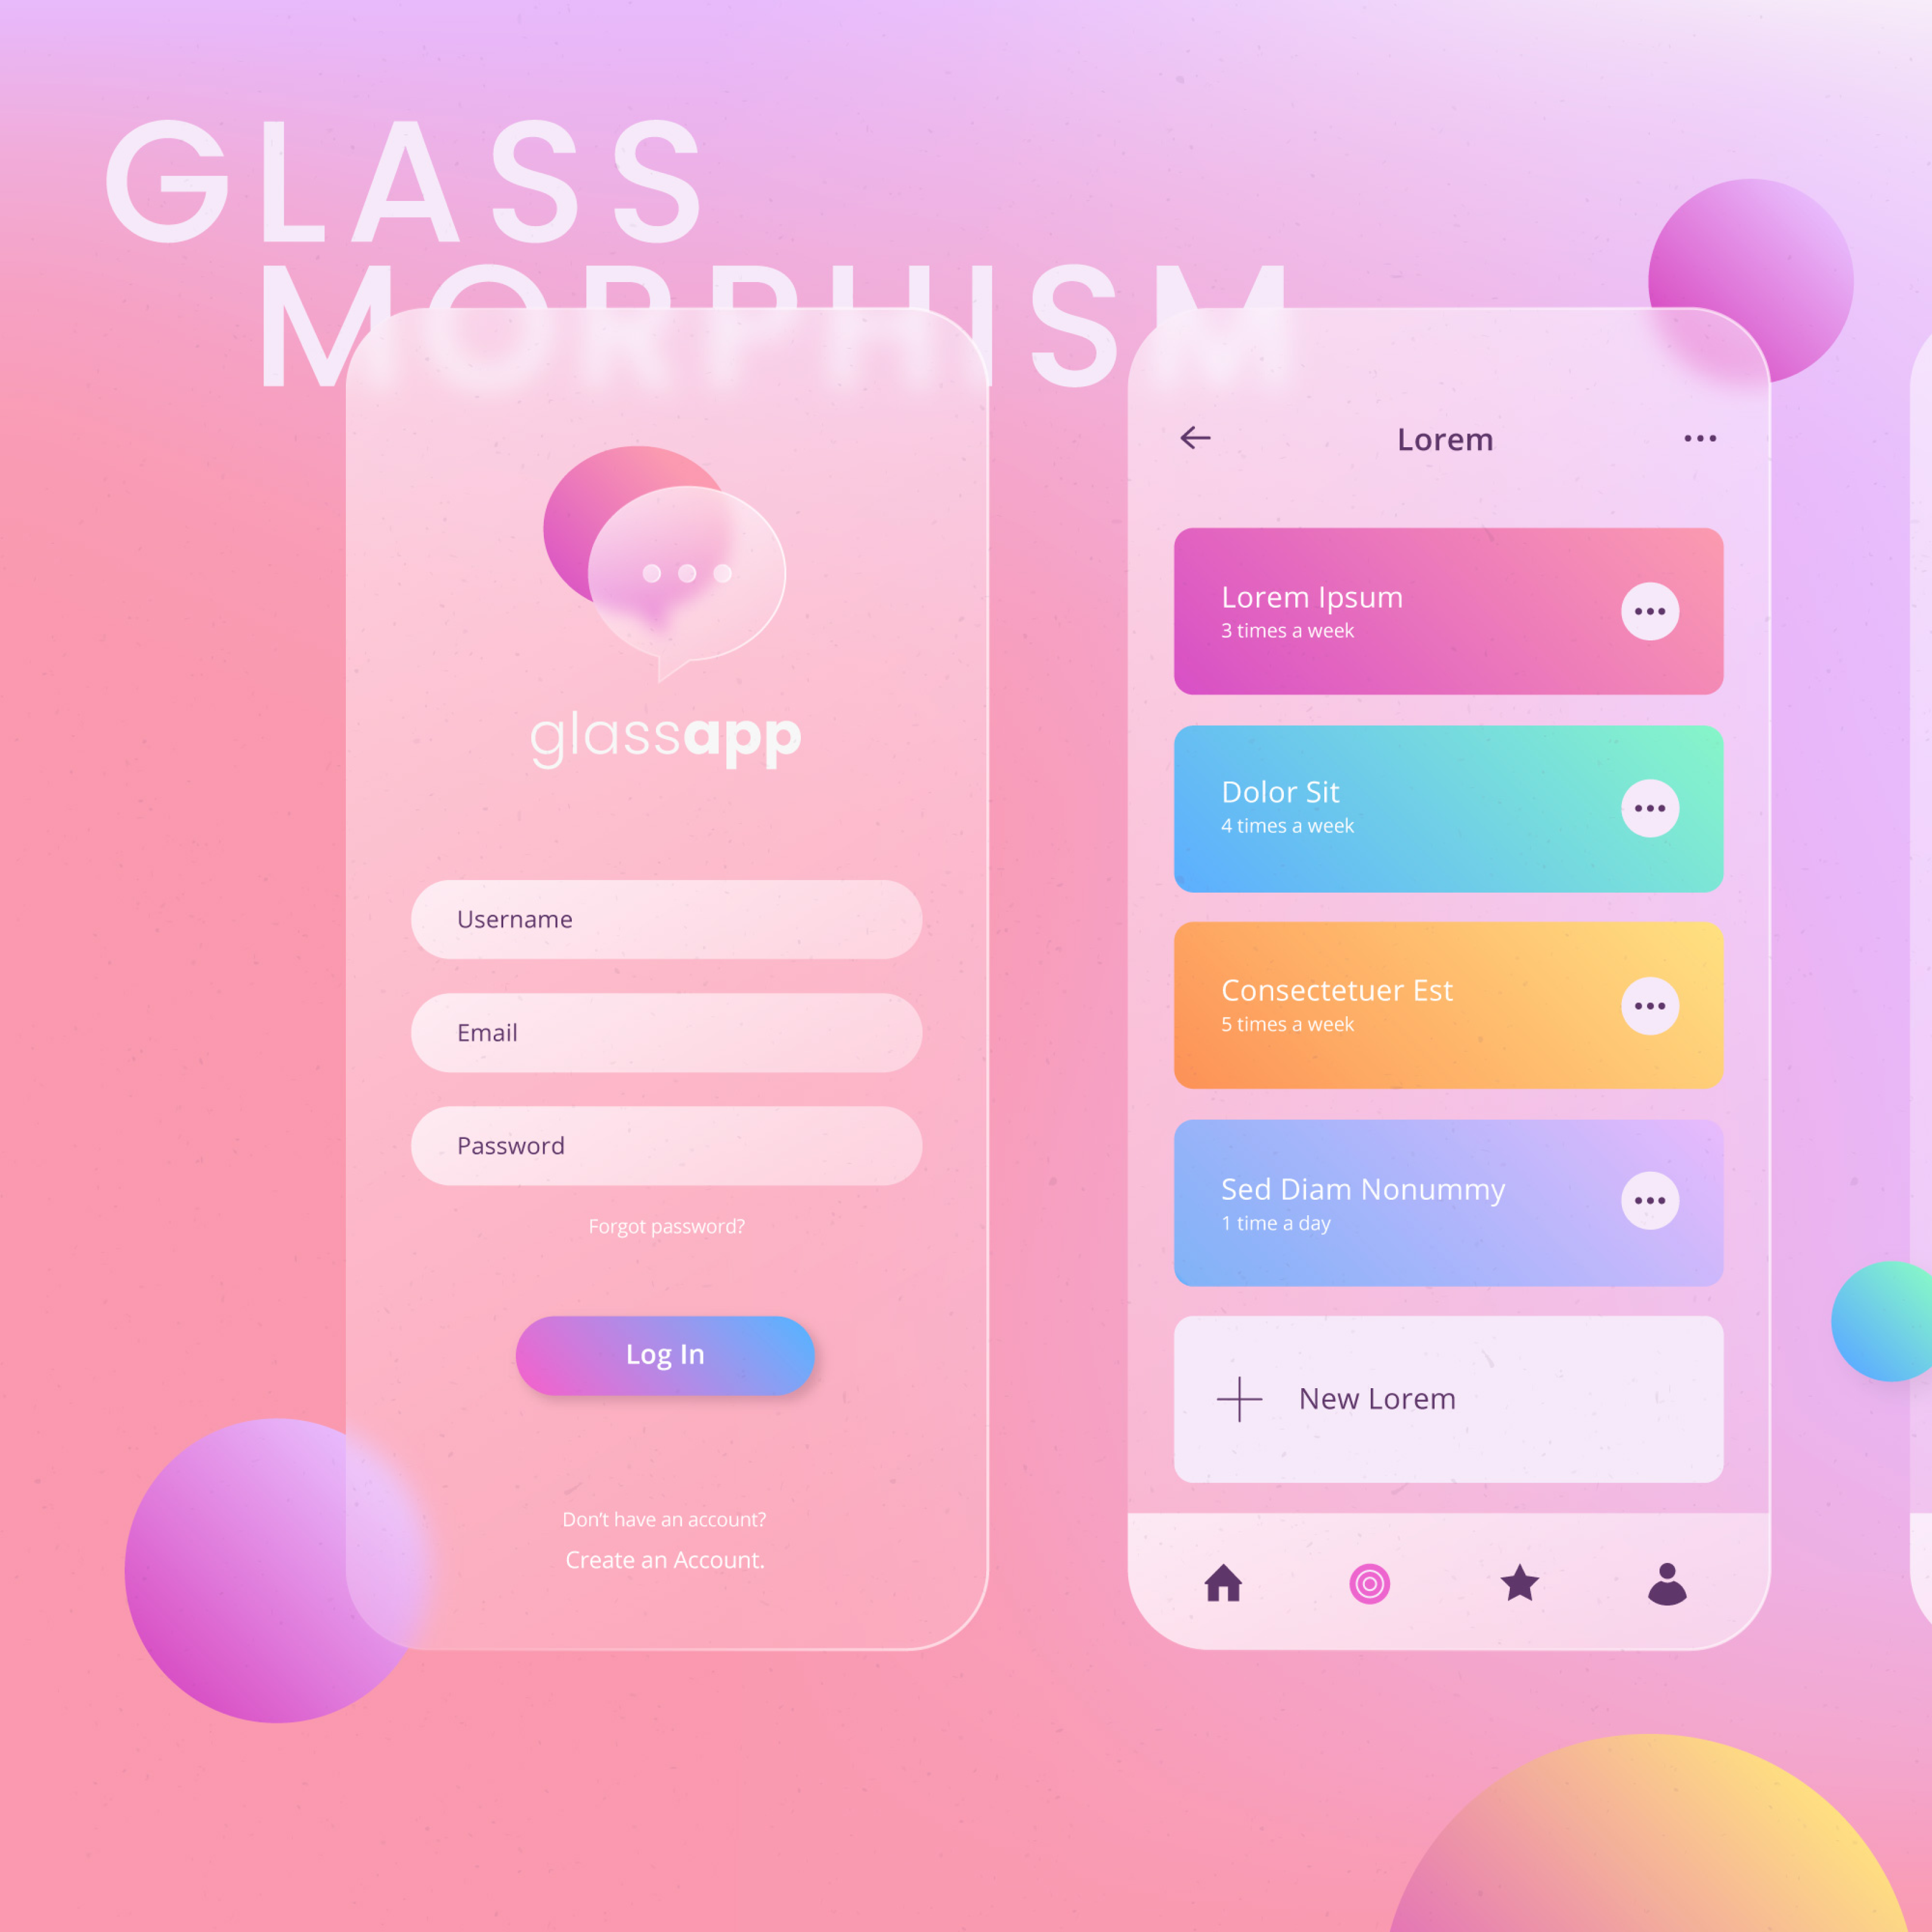 GLASS
MORPHISM
glassapp
Username
Email
Password
Forgot password?
Log In
Don't have an account?
Create an Account.
Lorem
Lorem Ipsum
3 times a week
Dolor Sit
4 times a week
Consectetuer Est
5 times a week
Sed Diam Nonummy
1 time a day
New Lorem